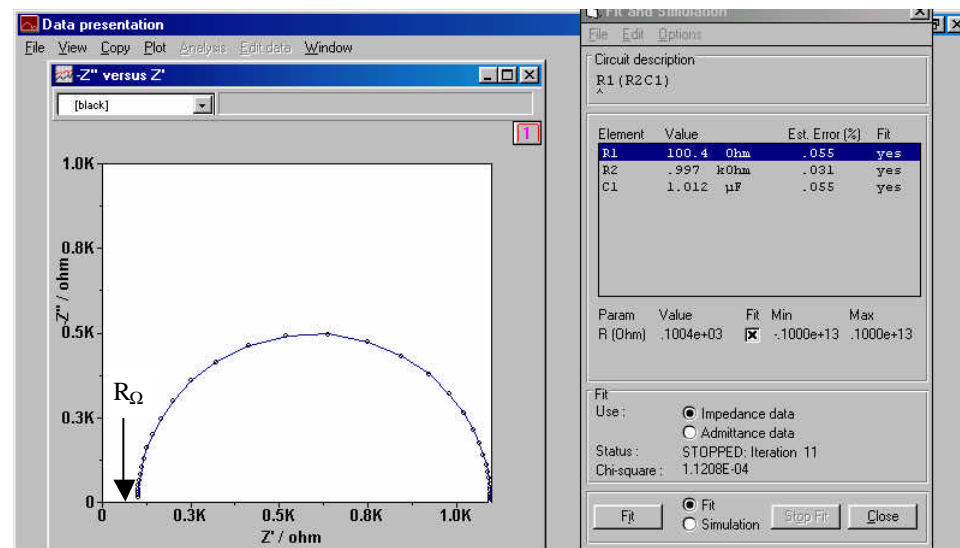 Data presentation
File View Copy Plot Analysis Edit data Window
-Z'' versus Z'
[black]
1
1.0K
0.8K
0.5K
0.3K
0
-Z'' / ohm
RΩ
0 0.3K 0.5K 0.8K 1.0K
Z' / ohm
Fit and Simulation
File Edit Options
Circuit description
R1(R2C1)
^
Element Value Est. Error (%) Fit
R1 100.4 Ohm .055 yes
R2 .997 kOhm .031 yes
C1 1.012 µF .055 yes
Param Value Fit Min Max
R (Ohm) .1004e+03 -.1000e+13 .1000e+13
Fit
Use : Impedance data
Admittance data
Status : STOPPED: Iteration 11
Chi-square : 1.1208E-04
Fit
Fit
Simulation
Stop Fit
Close